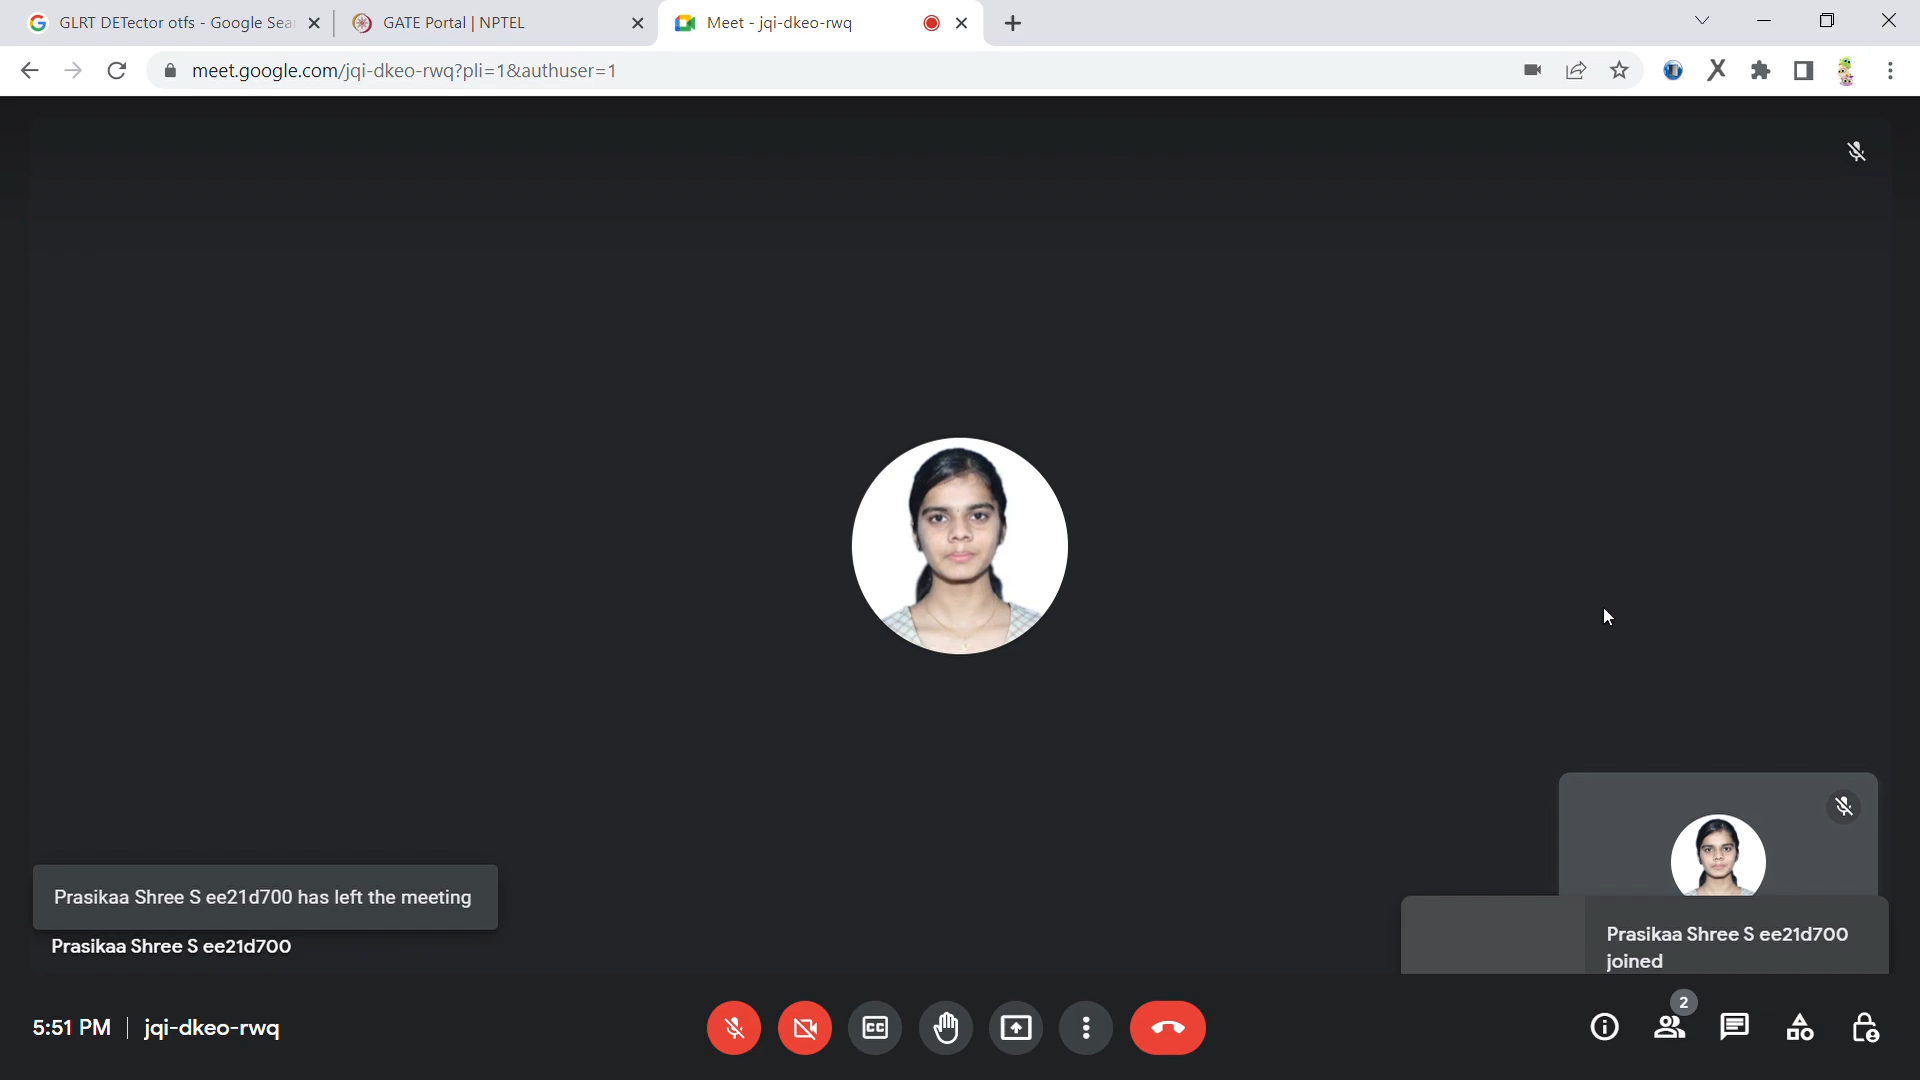 GLRT DETector otfs - Google Sea
GATE Portal | NPTEL
Meet - jqi-dkeo-rwq
meet.google.com/jqi-dkeo-rwq?pli=1&authuser=1
Prasikaa Shree S ee21d700 has left the meeting
Prasikaa Shree S ee21d700
Prasikaa Shree S ee21d700
joined
5:51 PM | jqi-dkeo-rwq
CC
2